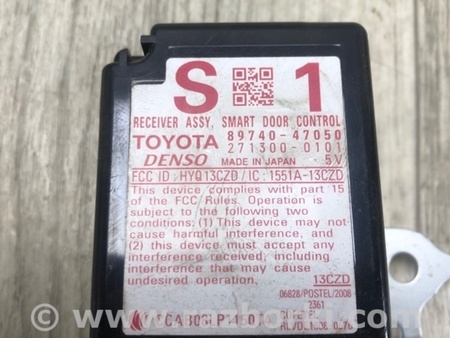 S 1
RECEIVER ASSY, SMART DOOR CONTROL
TOYOTA 89740-47050
DENSO 271300-0101
MADE IN JAPAN 5V
FCC ID : HYQ13CZD / IC : 1551A-13CZD
This device complies with part 15
of the FCC Rules. Operation is
subject to the following two
conditions: (1) This device may not
cause harmful interference, and
(2) this device must accept any
interference received, including
interference that may cause
undesired operation. 13CZD
06828/POSTEL/2008
2361